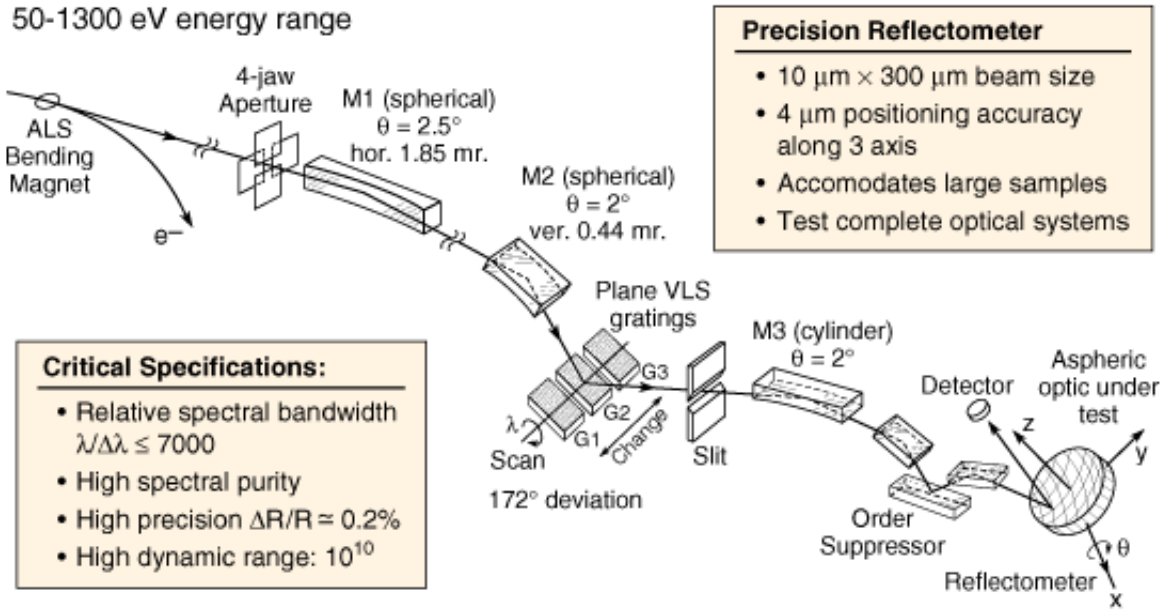 50-1300 eV energy range
Precision Reflectometer
• 10 μm × 300 μm beam size
• 4 μm positioning accuracy
along 3 axis
• Accomodates large samples
• Test complete optical systems
4-jaw
Aperture
M1 (spherical)
θ = 2.5°
hor. 1.85 mr.
ALS
Bending
Magnet
e–
M2 (spherical)
θ = 2°
ver. 0.44 mr.
Plane VLS
gratings
G3
G2
G1
Change
λ
Scan
172° deviation
Slit
M3 (cylinder)
θ = 2°
Detector
Aspheric
optic under
test
z
y
θ
x
Order
Suppressor
Reflectometer
Critical Specifications:
• Relative spectral bandwidth
λ/Δλ ≤ 7000
• High spectral purity
• High precision ΔR/R ≃ 0.2%
• High dynamic range: 10¹⁰